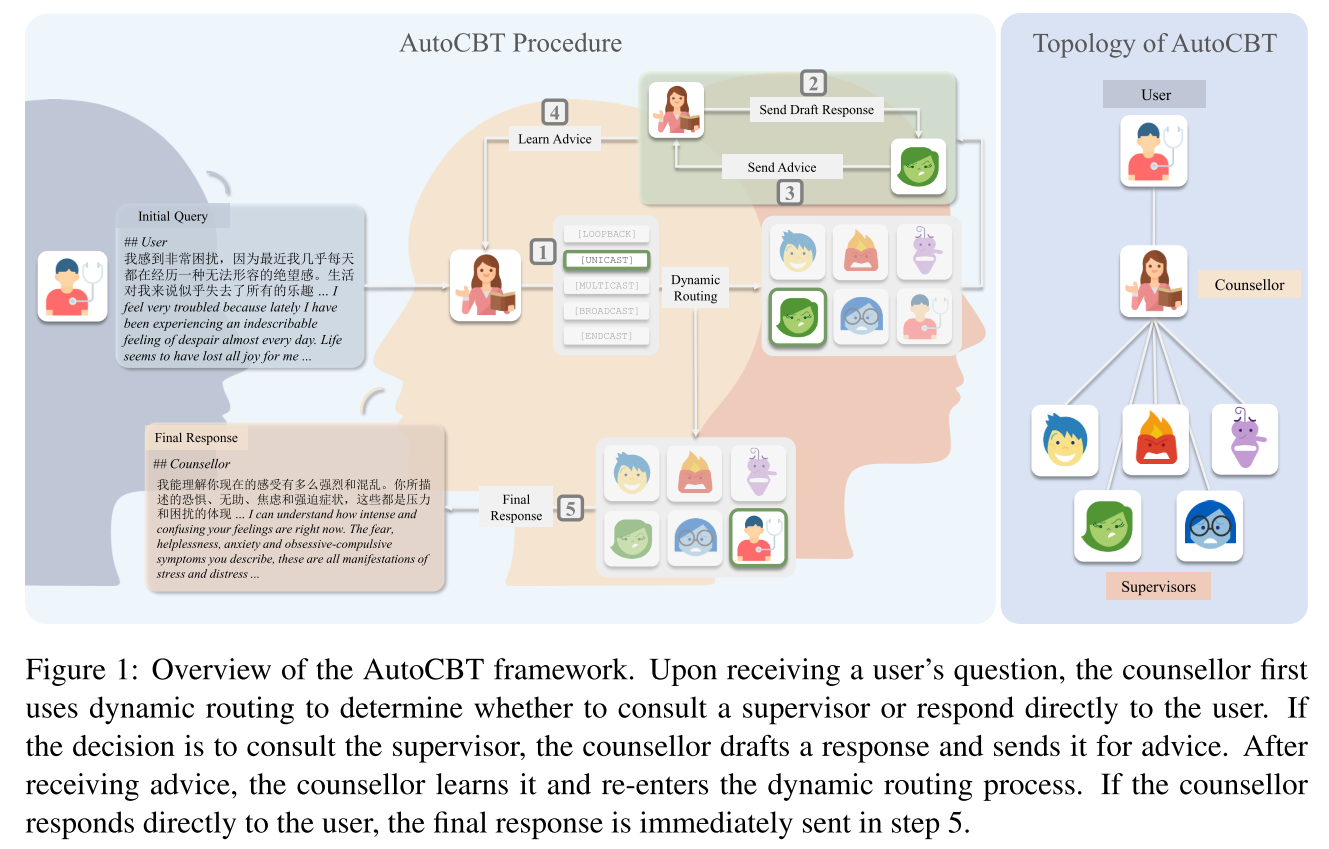 AutoCBT Procedure
Topology of AutoCBT
2
Send Draft Response
4
Learn Advice
Send Advice
3
Initial Query
## User
我感到非常困扰，因为最近我几乎每天
都在经历一种无法形容的绝望感。生活
对我来说似乎失去了所有的乐趣 ... I
feel very troubled because lately I have
been experiencing an indescribable
feeling of despair almost every day. Life
seems to have lost all joy for me ...
1
[LOOPBACK]
[UNICAST]
[MULTICAST]
[BROADCAST]
[ENDCAST]
Dynamic
Routing
Final Response
## Counsellor
我能理解你现在的感受有多么强烈和混乱。你所描
述的恐惧、无助、焦虑和强迫症状，这些都是压力
和困扰的体现 ... I can understand how intense and
confusing your feelings are right now. The fear,
helplessness, anxiety and obsessive-compulsive
symptoms you describe, these are all manifestations of
stress and distress ...
Final
Response
5
User
Counsellor
Supervisors
Figure 1: Overview of the AutoCBT framework. Upon receiving a user's question, the counsellor first
uses dynamic routing to determine whether to consult a supervisor or respond directly to the user. If
the decision is to consult the supervisor, the counsellor drafts a response and sends it for advice. After
receiving advice, the counsellor learns it and re-enters the dynamic routing process. If the counsellor
responds directly to the user, the final response is immediately sent in step 5.